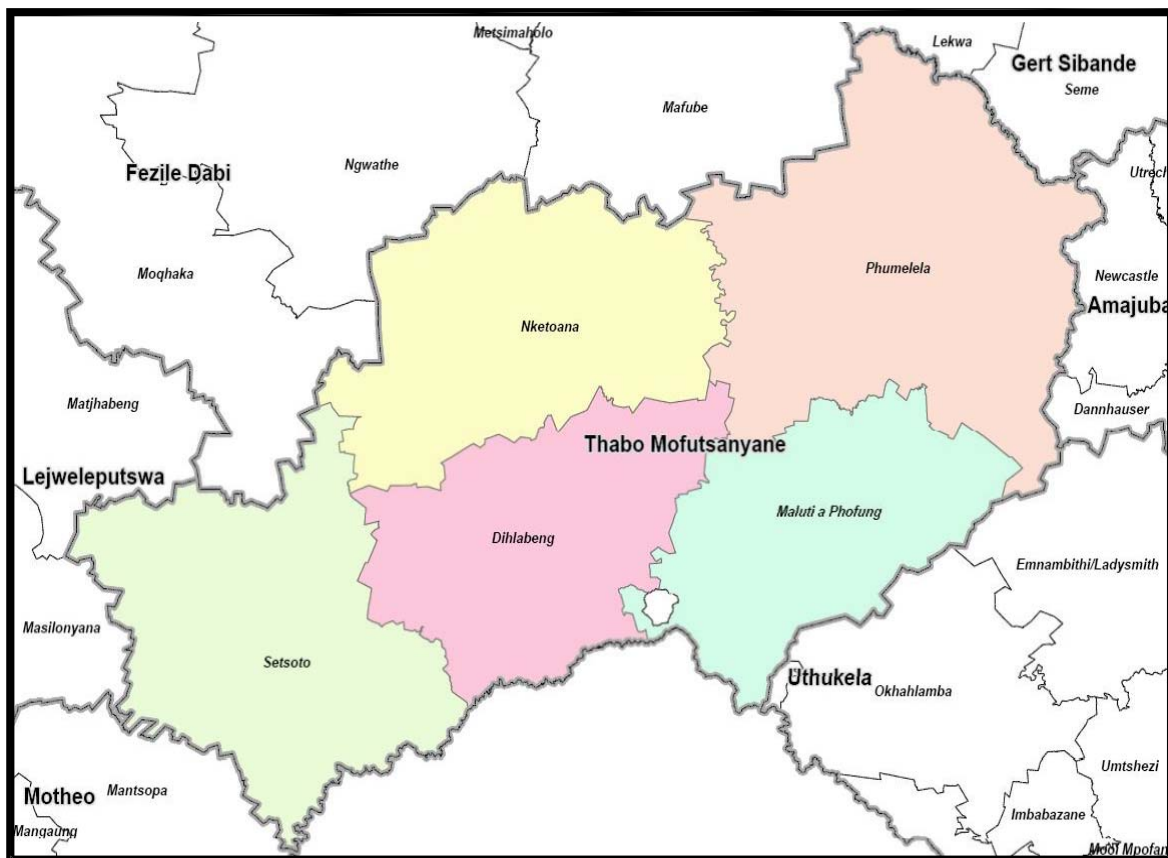 Metsimaholo
Lekwa
Gert Sibande
Seme
Mafube
Ngwathe
Fezile Dabi
Utrech
Moqhaka
Phumelela
Newcastle
Amajuba
Nketoana
Matjhabeng
Dannhauser
Thabo Mofutsanyane
Lejweleputswa
Maluti a Phofung
Dihlabeng
Emnambithi/Ladysmith
Masilonyana
Setsoto
Uthukela
Okhahlamba
Umtshezi
Motheo
Mantsopa
Imbabazane
Mangaung
Mooi Mpofan